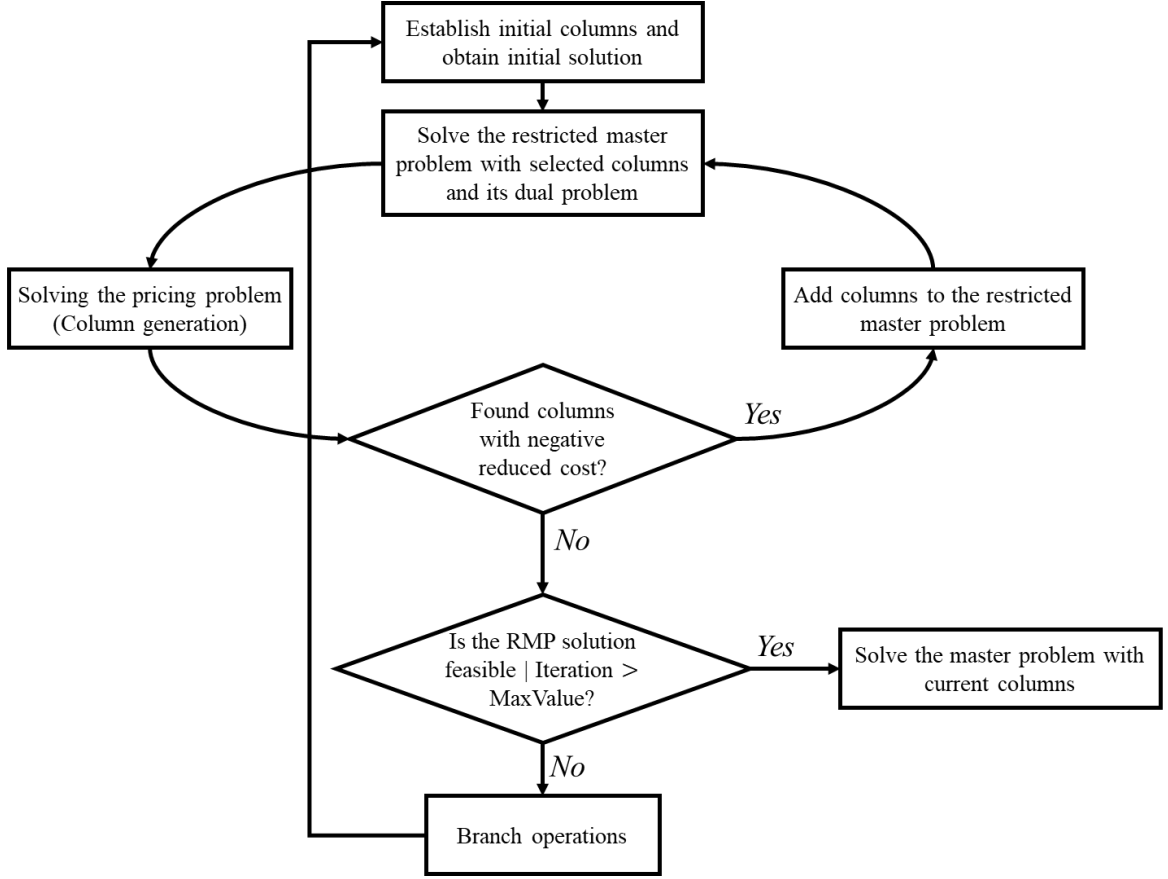 Establish initial columns and
obtain initial solution
Solve the restricted master
problem with selected columns
and its dual problem
Solving the pricing problem
(Column generation)
Add columns to the restricted
master problem
Found columns
with negative
reduced cost?
Yes
No
Is the RMP solution
feasible | Iteration >
MaxValue?
Yes
Solve the master problem with
current columns
No
Branch operations